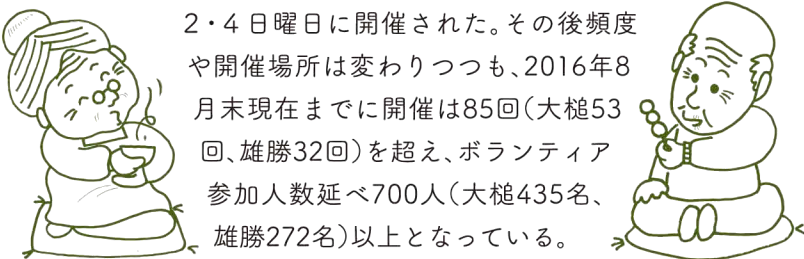 2・4日曜日に開催された。その後頻度
や開催場所は変わりつつも、2016年8
月末現在までに開催は85回（大槌53
回、雄勝32回）を超え、ボランティア
参加人数延べ700人（大槌435名、
雄勝272名）以上となっている。